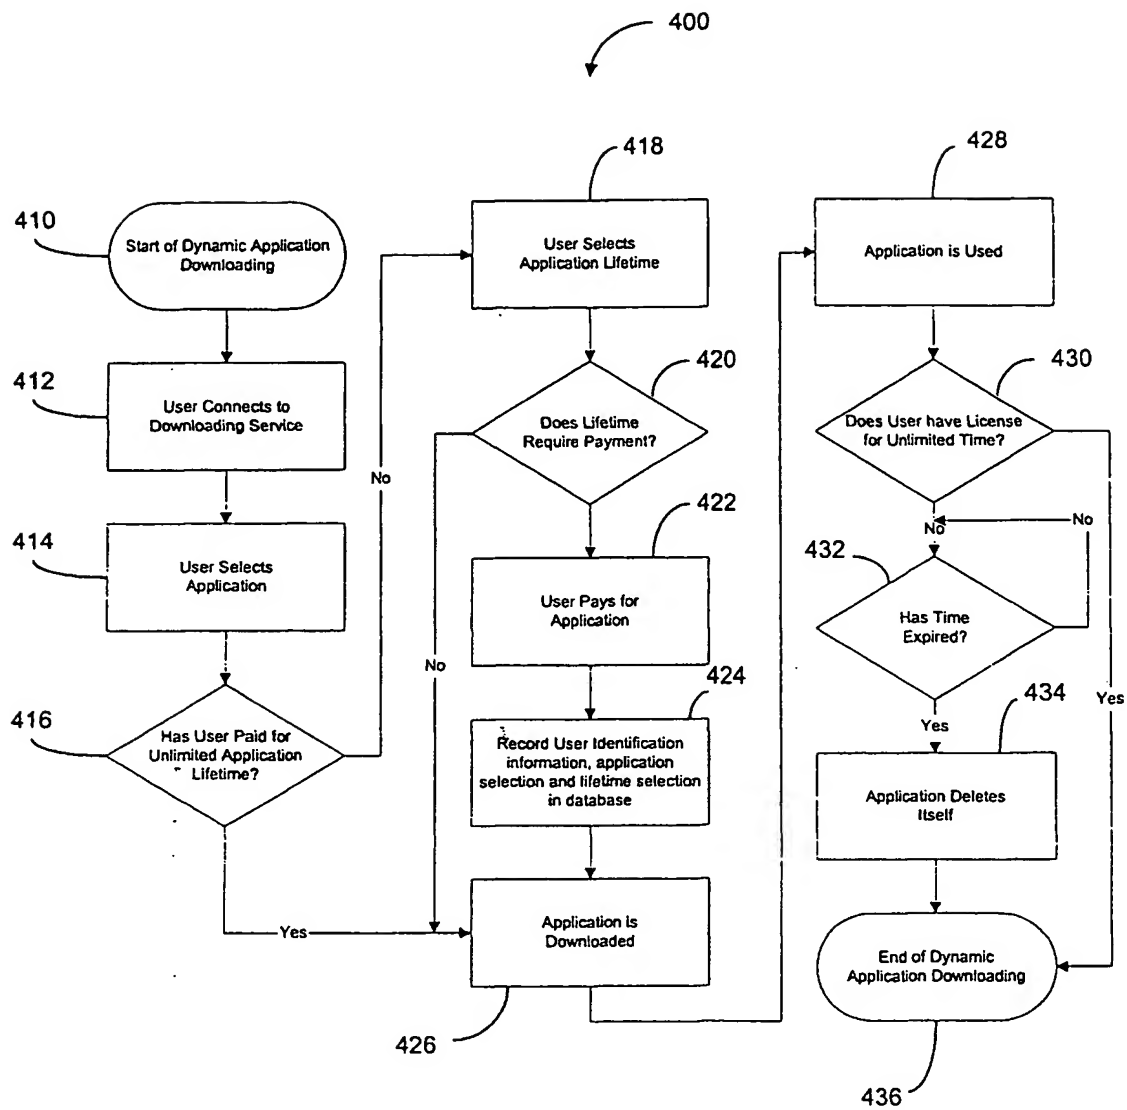 400
410
Start of Dynamic Application
Downloading
412
User Connects to
Downloading Service
414
User Selects
Application
416
Has User Paid for
Unlimited Application
Lifetime?
No
Yes
418
User Selects
Application Lifetime
420
Does Lifetime
Require Payment?
No
422
User Pays for
Application
424
Record User Identification
information, application
selection and lifetime selection
in database
Application is
Downloaded
426
428
Application is Used
430
Does User have License
for Unlimited Time?
No
No
Yes
432
Has Time
Expired?
Yes
434
Application Deletes
Itself
End of Dynamic
Application Downloading
436